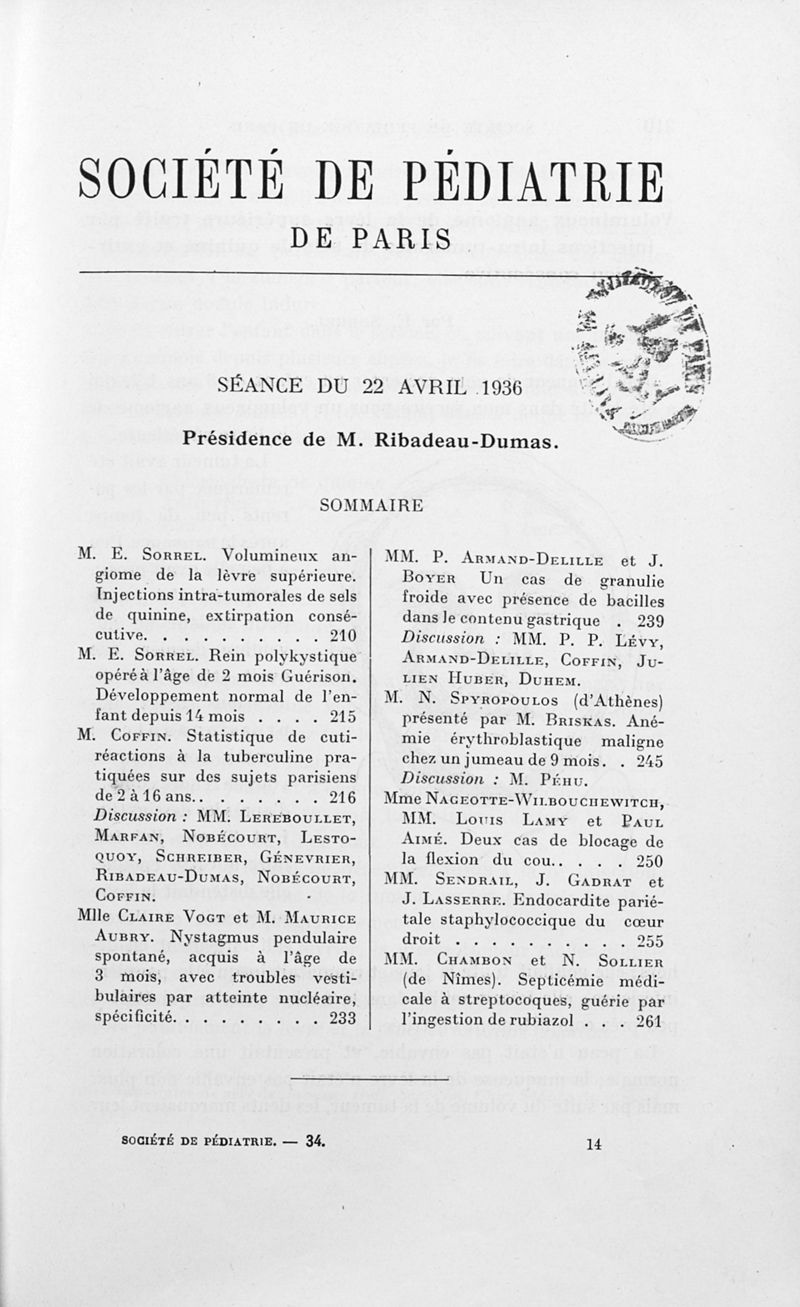 SOCIÉTÉ DE PÉDIATRIE
DE PARIS
SÉANCE DU 22 AVRIL 1936
Présidence de M. Ribadeau-Dumas.
SOMMAIRE
M. E. SORREL. Volumineux an-
giome de la lèvre supérieure.
Injections intra-tumorales de sels
de quinine, extirpation consé-
cutive. . . . . . . . . . 210
M. E. SORREL. Rein polykystique
opéré à l'âge de 2 mois Guérison.
Développement normal de l'en-
fant depuis 14 mois . . . . 215
M. COFFIN. Statistique de cuti-
réactions à la tuberculine pra-
tiquées sur des sujets parisiens
de 2 à 16 ans. . . . . . . . 216
Discussion : MM. LEREBOULLET,
MARFAN, NOBÉCOURT, LESTO-
QUOY, SCHREIBER, GÉNEVRIER,
RIBADEAU-DUMAS, NOBÉCOURT,
COFFIN.
Mlle CLAIRE VOGT et M. MAURICE
AUBRY. Nystagmus pendulaire
spontané, acquis à l'âge de
3 mois, avec troubles vesti-
bulaires par atteinte nucléaire,
spécificité. . . . . . . . . 233
MM. P. ARMAND-DELILLE et J.
BOYER Un cas de granulie
froide avec présence de bacilles
dans le contenu gastrique . 239
Discussion : MM. P. P. LÉVY,
ARMAND-DELILLE, COFFIN, JU-
LIEN HUBER, DUHEM.
M. N. SPYROPOULOS (d'Athènes)
présenté par M. BRISKAS. Ané-
mie érythroblastique maligne
chez un jumeau de 9 mois. . 245
Discussion : M. PÉHU.
Mme NAGEOTTE-WILBOUCHEWITCH,
MM. LOUIS LAMY et PAUL
AIMÉ. Deux cas de blocage de
la flexion du cou. . . . . 250
MM. SENDRAIL, J. GADRAT et
J. LASSERRE. Endocardite parié-
tale staphylococcique du cœur
droit . . . . . . . . . . 255
MM. CHAMBON et N. SOLLIER
(de Nîmes). Septicémie médi-
cale à streptocoques, guérie par
l'ingestion de rubiazol . . . 261
SOCIÉTÉ DE PÉDIATRIE. — 34.
14